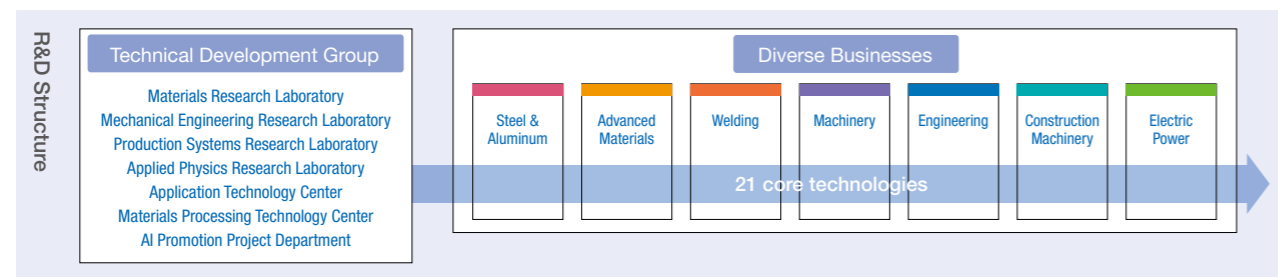 R&D Structure
Technical Development Group
Materials Research Laboratory
Mechanical Engineering Research Laboratory
Production Systems Research Laboratory
Applied Physics Research Laboratory
Application Technology Center
Materials Processing Technology Center
AI Promotion Project Department
Diverse Businesses
Steel &
Aluminum
Advanced
Materials
Welding
Machinery
Engineering
Construction
Machinery
Electric
Power
21 core technologies